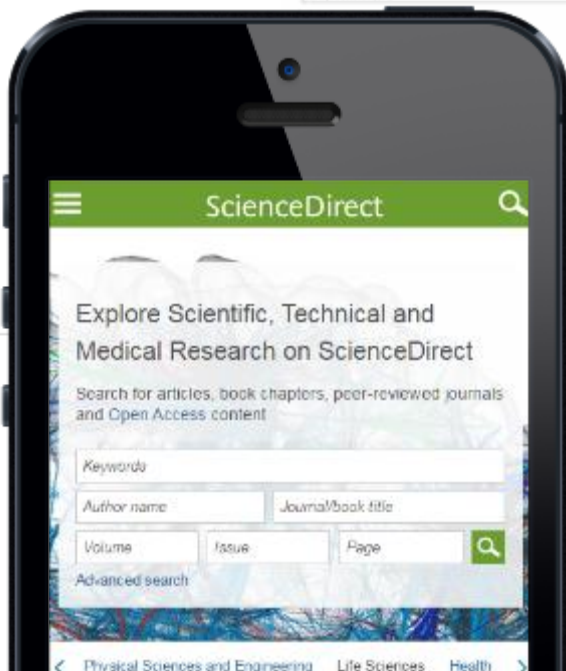 ScienceDirect
Explore Scientific, Technical and
Medical Research on ScienceDirect
Search for articles, book chapters, peer-reviewed journals
and Open Access content
Keywords
Author name Journal/book title
Volume Issue Page
Advanced search
Physical Sciences and Engineering Life Sciences Health